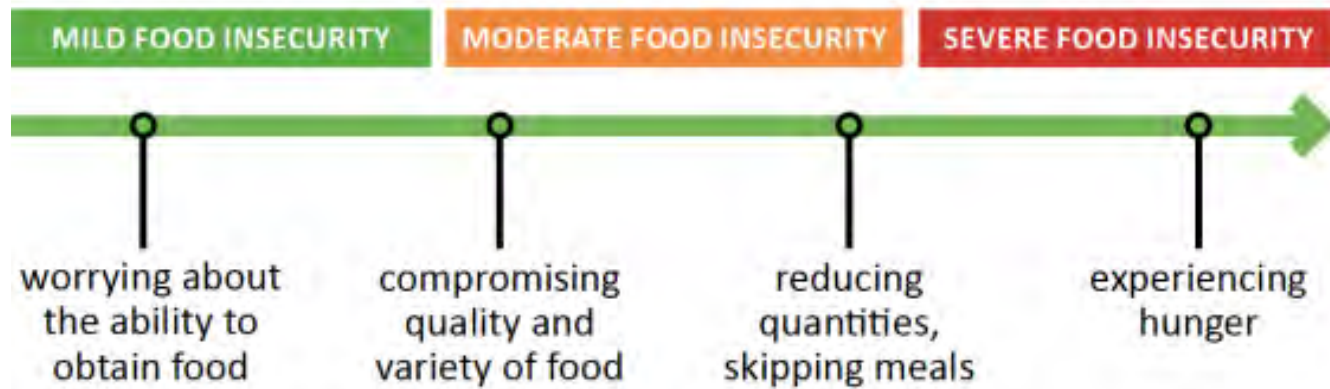 MILD FOOD INSECURITY
MODERATE FOOD INSECURITY
SEVERE FOOD INSECURITY
worrying about
the ability to
obtain food
compromising
quality and
variety of food
reducing
quantities,
skipping meals
experiencing
hunger